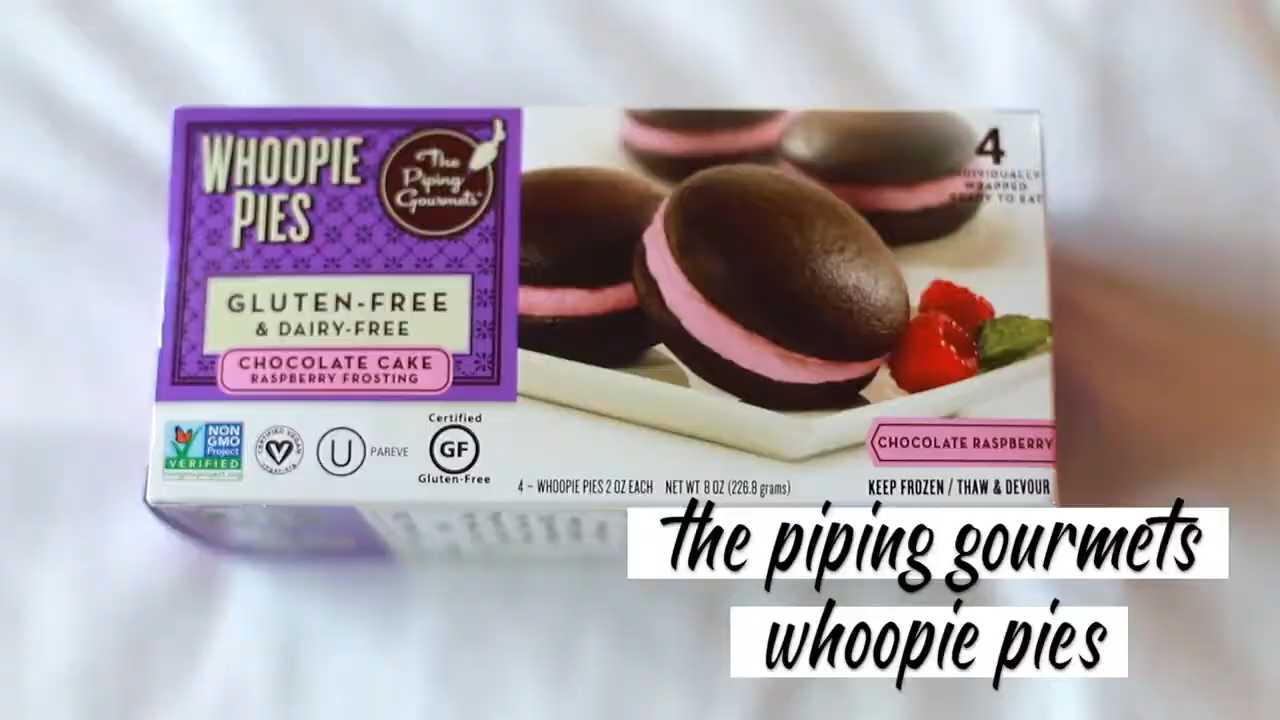 WHOOPIE
PIES
The
Piping
Gourmets
GLUTEN-FREE
& DAIRY-FREE
CHOCOLATE CAKE
RASPBERRY FROSTING
4
INDIVIDUALLY
WRAPPED
READY TO EAT
NON
GMO
Project
VERIFIED
CERTIFIED VEGAN
U PAREVE
Certified
GF
Gluten-Free
CHOCOLATE RASPBERRY
4 - WHOOPIE PIES 2 OZ EACH NET WT 8 OZ (226.8 grams)
KEEP FROZEN / THAW & DEVOUR
the piping gourmets
whoopie pies